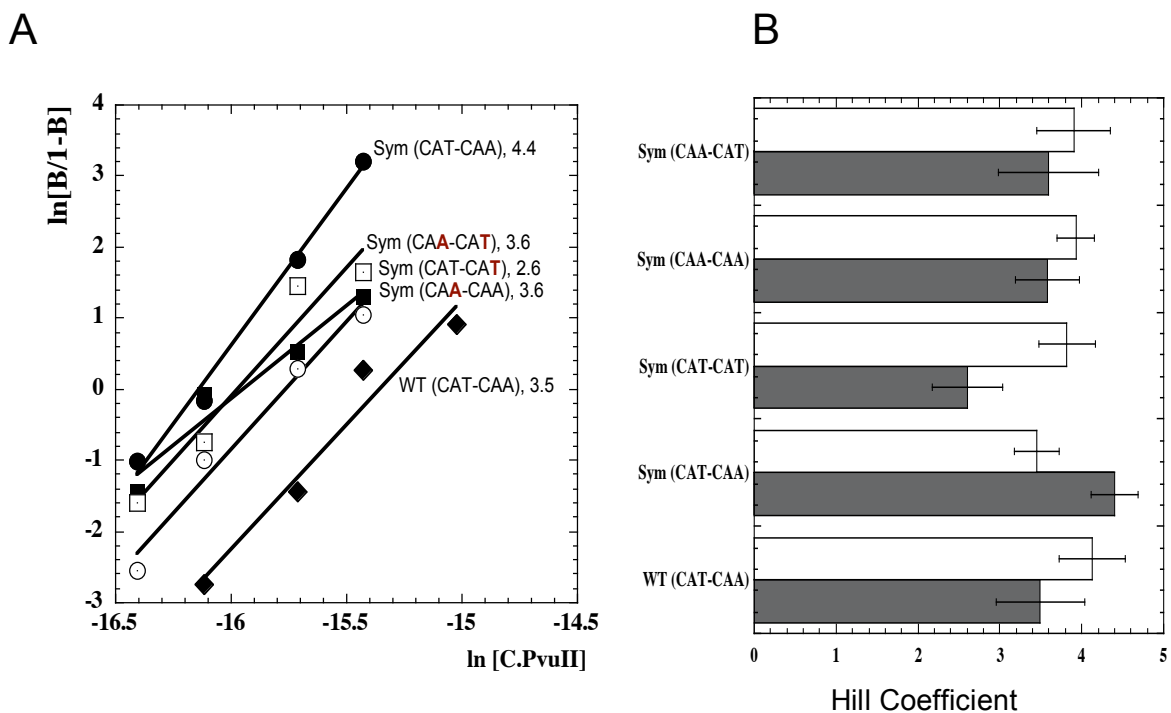 A
B
ln[B/1-B]
4
3
2
1
0
-1
-2
-3
-16.5
-16
-15.5
-15
-14.5
ln [C.PvuII]
Sym (CAT-CAA), 4.4
Sym (CAA-CAT), 3.6
Sym (CAT-CAT), 2.6
Sym (CAA-CAA), 3.6
WT (CAT-CAA), 3.5
Sym (CAA-CAT)
Sym (CAA-CAA)
Sym (CAT-CAT)
Sym (CAT-CAA)
WT (CAT-CAA)
0
1
2
3
4
5
Hill Coefficient